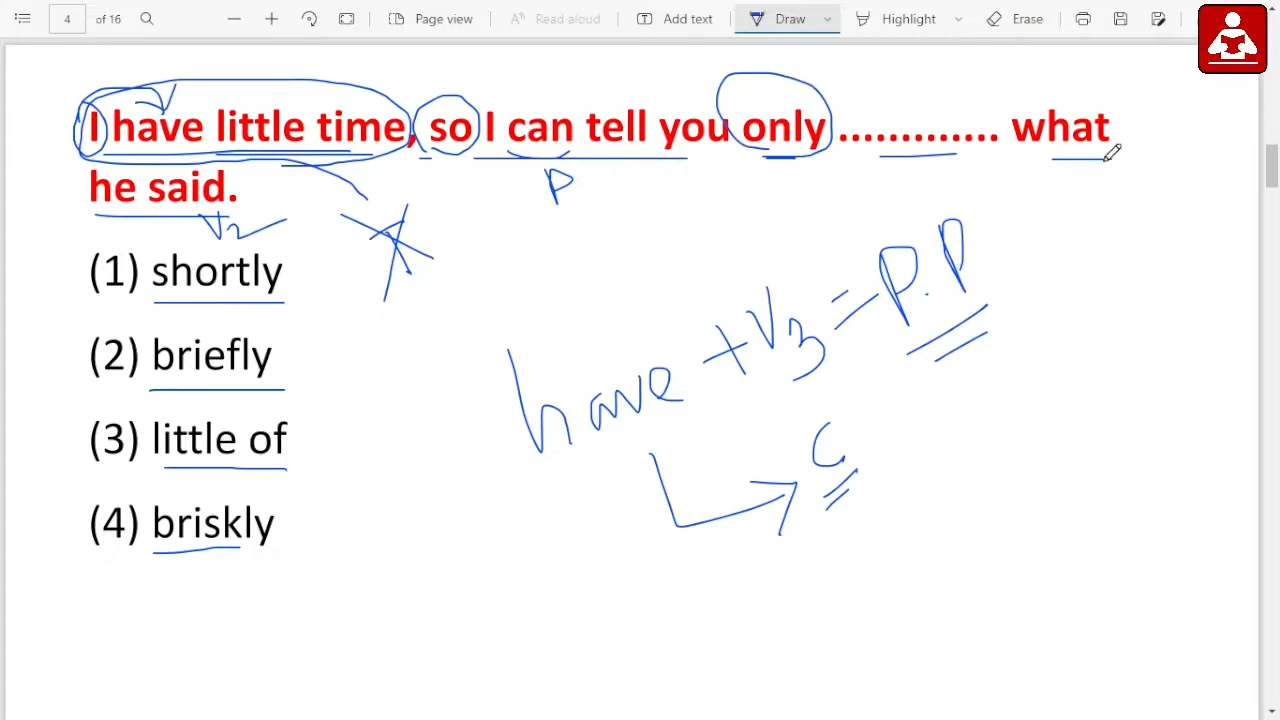 4 of 16 Page view Read aloud Add text Draw Highlight Erase
I have little time, so I can tell you only ............. what
he said.
P
V2
(1) shortly
(2) briefly
(3) little of
(4) briskly
have + V3 = P.P